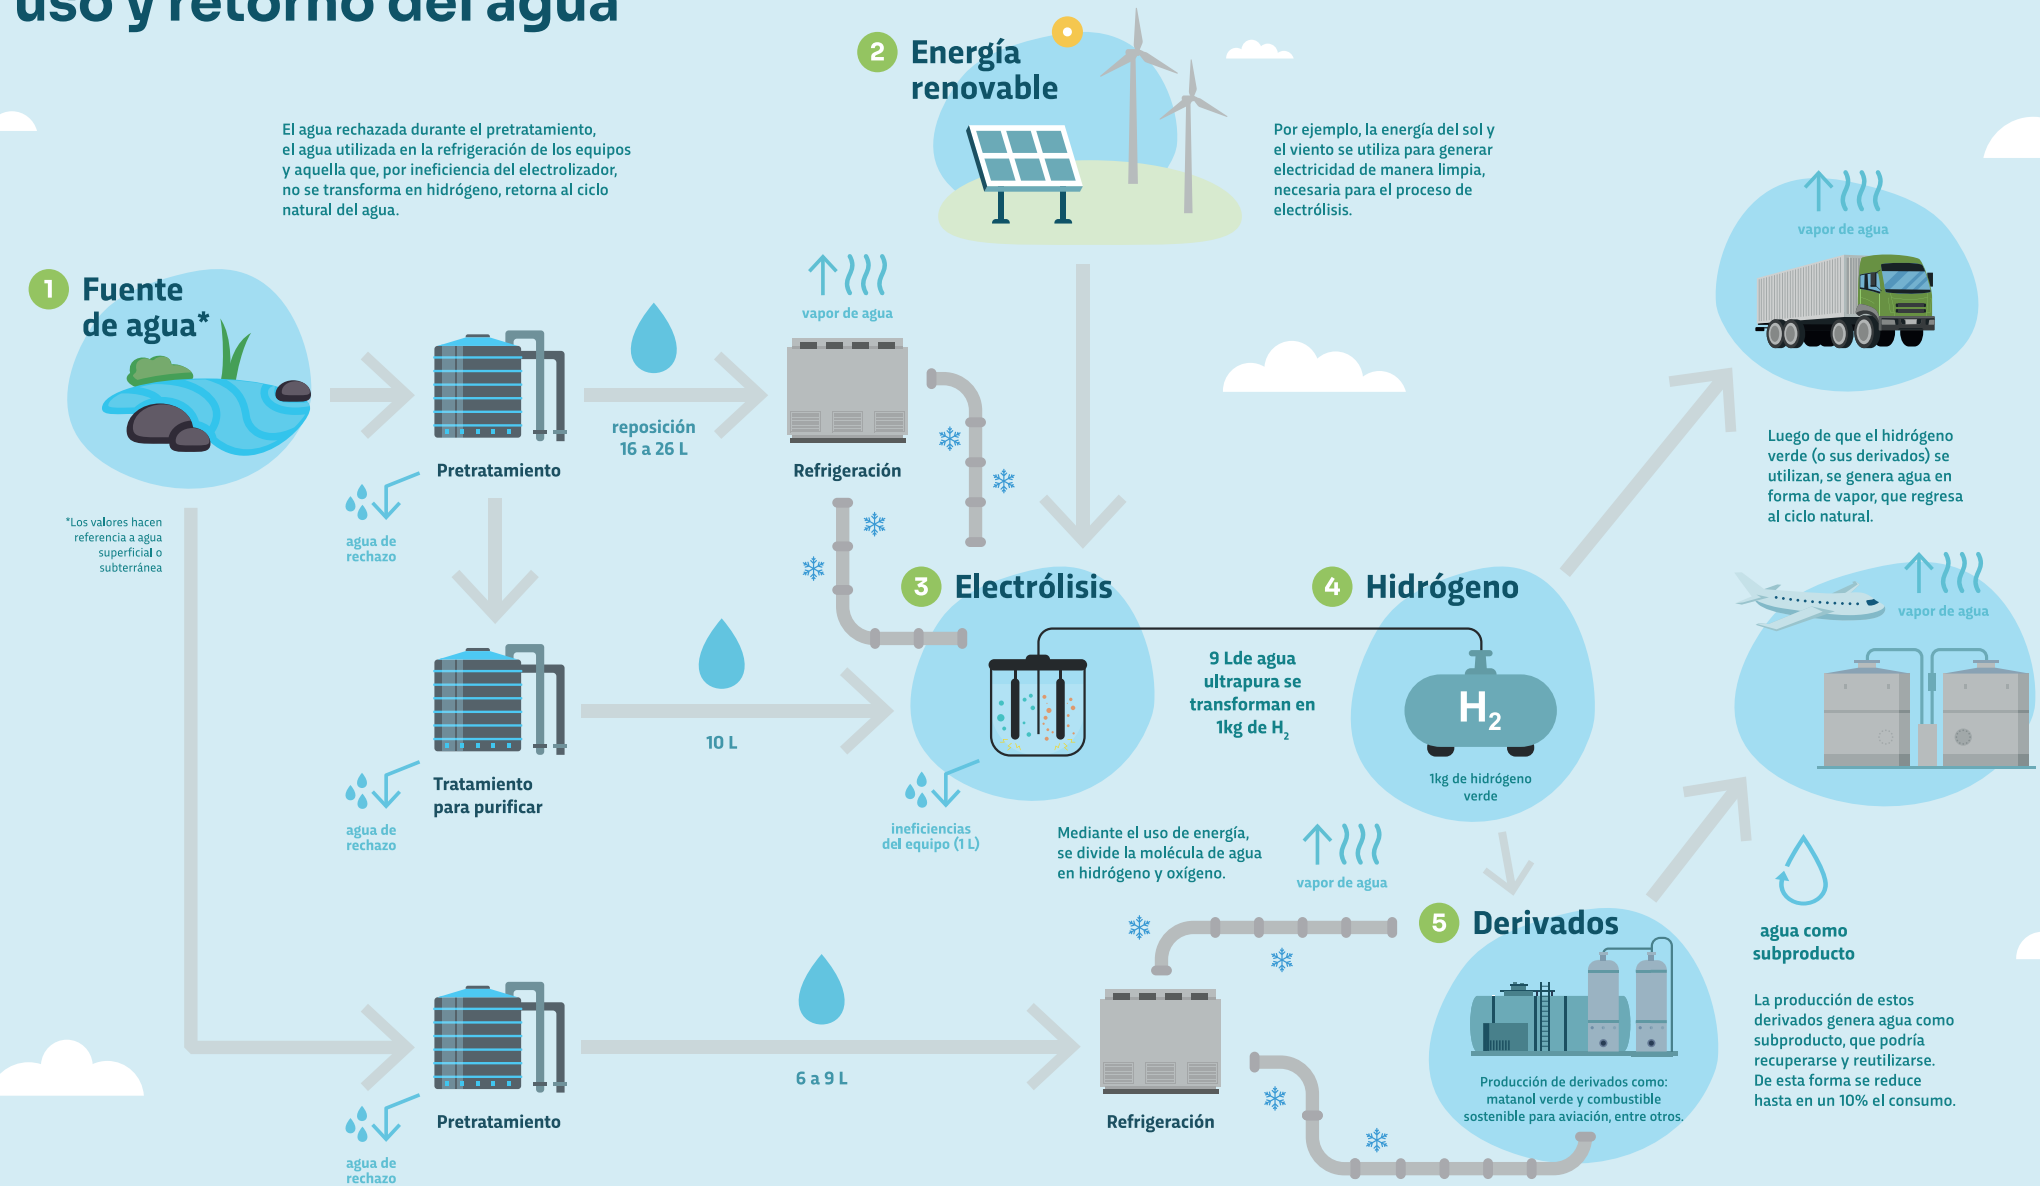 uso y retorno del agua
El agua rechazada durante el pretratamiento,
el agua utilizada en la refrigeración de los equipos
y aquella que, por ineficiencia del electrolizador,
no se transforma en hidrógeno, retorna al ciclo
natural del agua.
2 Energía
renovable
Por ejemplo, la energía del sol y
el viento se utiliza para generar
electricidad de manera limpia,
necesaria para el proceso de
electrólisis.
1 Fuente
de agua*
*Los valores hacen
referencia a agua
superficial o
subterránea
Pretratamiento
agua de
rechazo
reposición
16 a 26 L
vapor de agua
Refrigeración
vapor de agua
Luego de que el hidrógeno
verde (o sus derivados) se
utilizan, se genera agua en
forma de vapor, que regresa
al ciclo natural.
Tratamiento
para purificar
agua de
rechazo
10 L
3 Electrólisis
ineficiencias
del equipo (1 L)
9 Lde agua
ultrapura se
transforman en
1kg de H2
Mediante el uso de energía,
se divide la molécula de agua
en hidrógeno y oxígeno.
4 Hidrógeno
H2
1kg de hidrógeno
verde
vapor de agua
vapor de agua
Pretratamiento
agua de
rechazo
6 a 9 L
Refrigeración
5 Derivados
Producción de derivados como:
matanol verde y combustible
sostenible para aviación, entre otros.
agua como
subproducto
La producción de estos
derivados genera agua como
subproducto, que podría
recuperarse y reutilizarse.
De esta forma se reduce
hasta en un 10% el consumo.